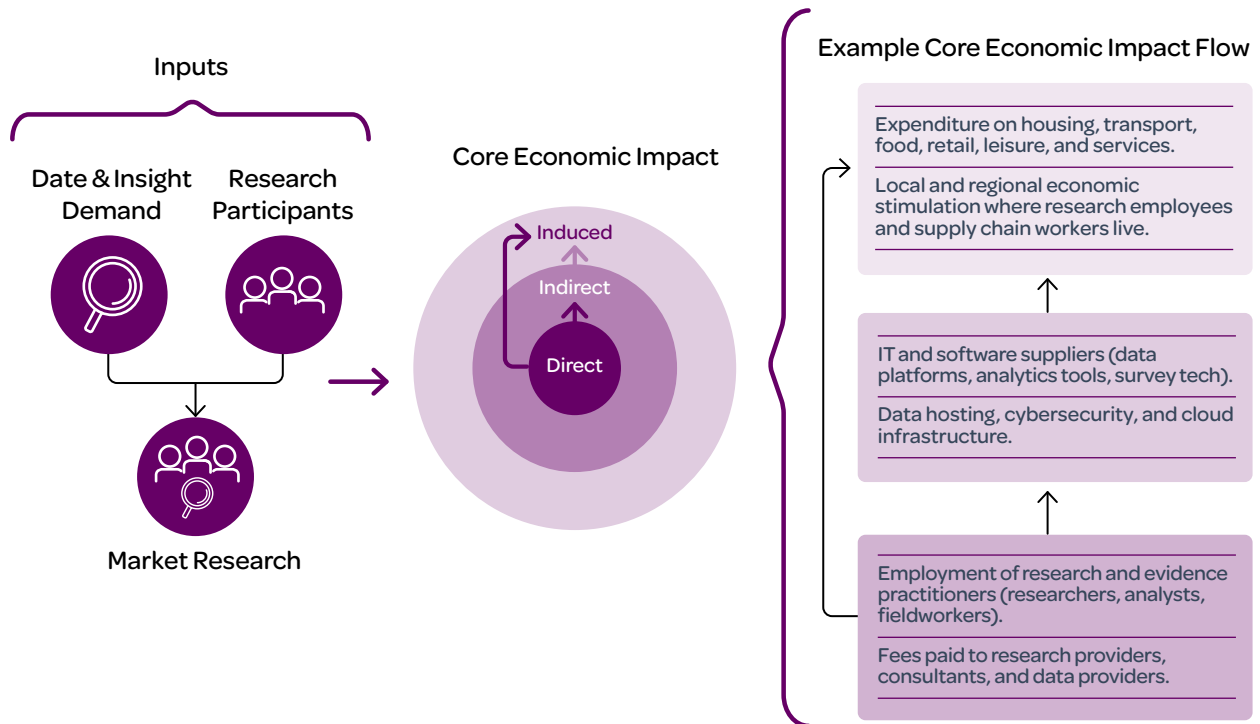 Inputs
Date & Insight
Demand
Research
Participants
Market Research
Core Economic Impact
Induced
Indirect
Direct
Example Core Economic Impact Flow
Expenditure on housing, transport,
food, retail, leisure, and services.
Local and regional economic
stimulation where research employees
and supply chain workers live.
IT and software suppliers (data
platforms, analytics tools, survey tech).
Data hosting, cybersecurity, and cloud
infrastructure.
Employment of research and evidence
practitioners (researchers, analysts,
fieldworkers).
Fees paid to research providers,
consultants, and data providers.